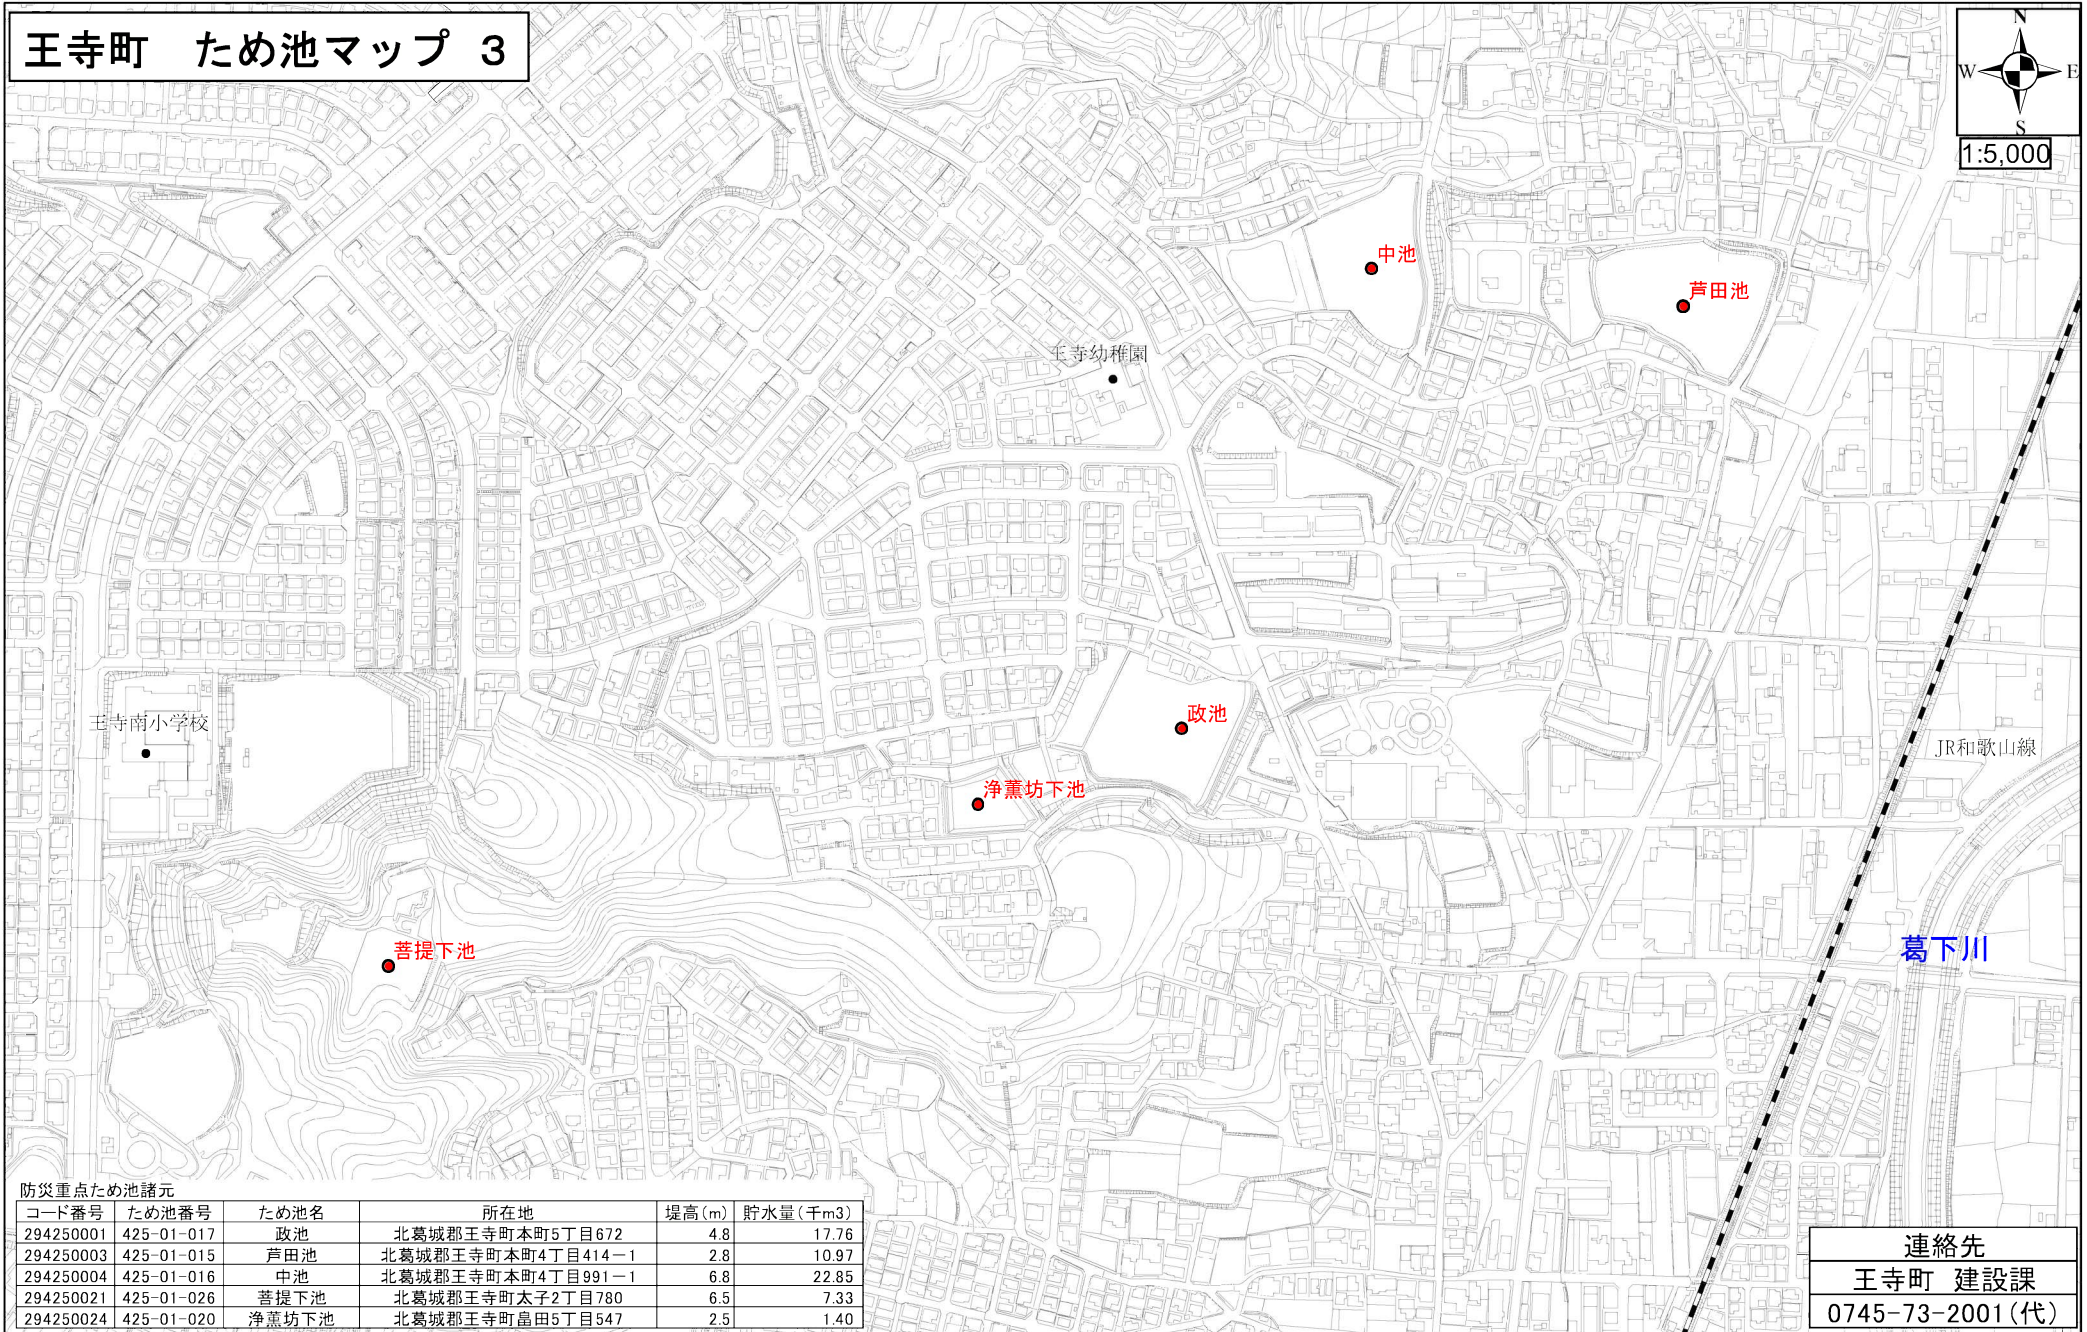 王寺町　ため池マップ 3
N
W E
S
1:5,000
中池
芦田池
王寺幼稚園
王寺南小学校
政池
JR和歌山線
浄薫坊下池
菩提下池
葛下川
防災重点ため池諸元
コード番号 ため池番号 ため池名 所在地 堤高(m) 貯水量(千m3)
294250001 425-01-017 政池 北葛城郡王寺町本町5丁目672 4.8 17.76
294250003 425-01-015 芦田池 北葛城郡王寺町本町4丁目414－1 2.8 10.97
294250004 425-01-016 中池 北葛城郡王寺町本町4丁目991－1 6.8 22.85
294250021 425-01-026 菩提下池 北葛城郡王寺町太子2丁目780 6.5 7.33
294250024 425-01-020 浄薫坊下池 北葛城郡王寺町畠田5丁目547 2.5 1.40
連絡先
王寺町 建設課
0745-73-2001(代)